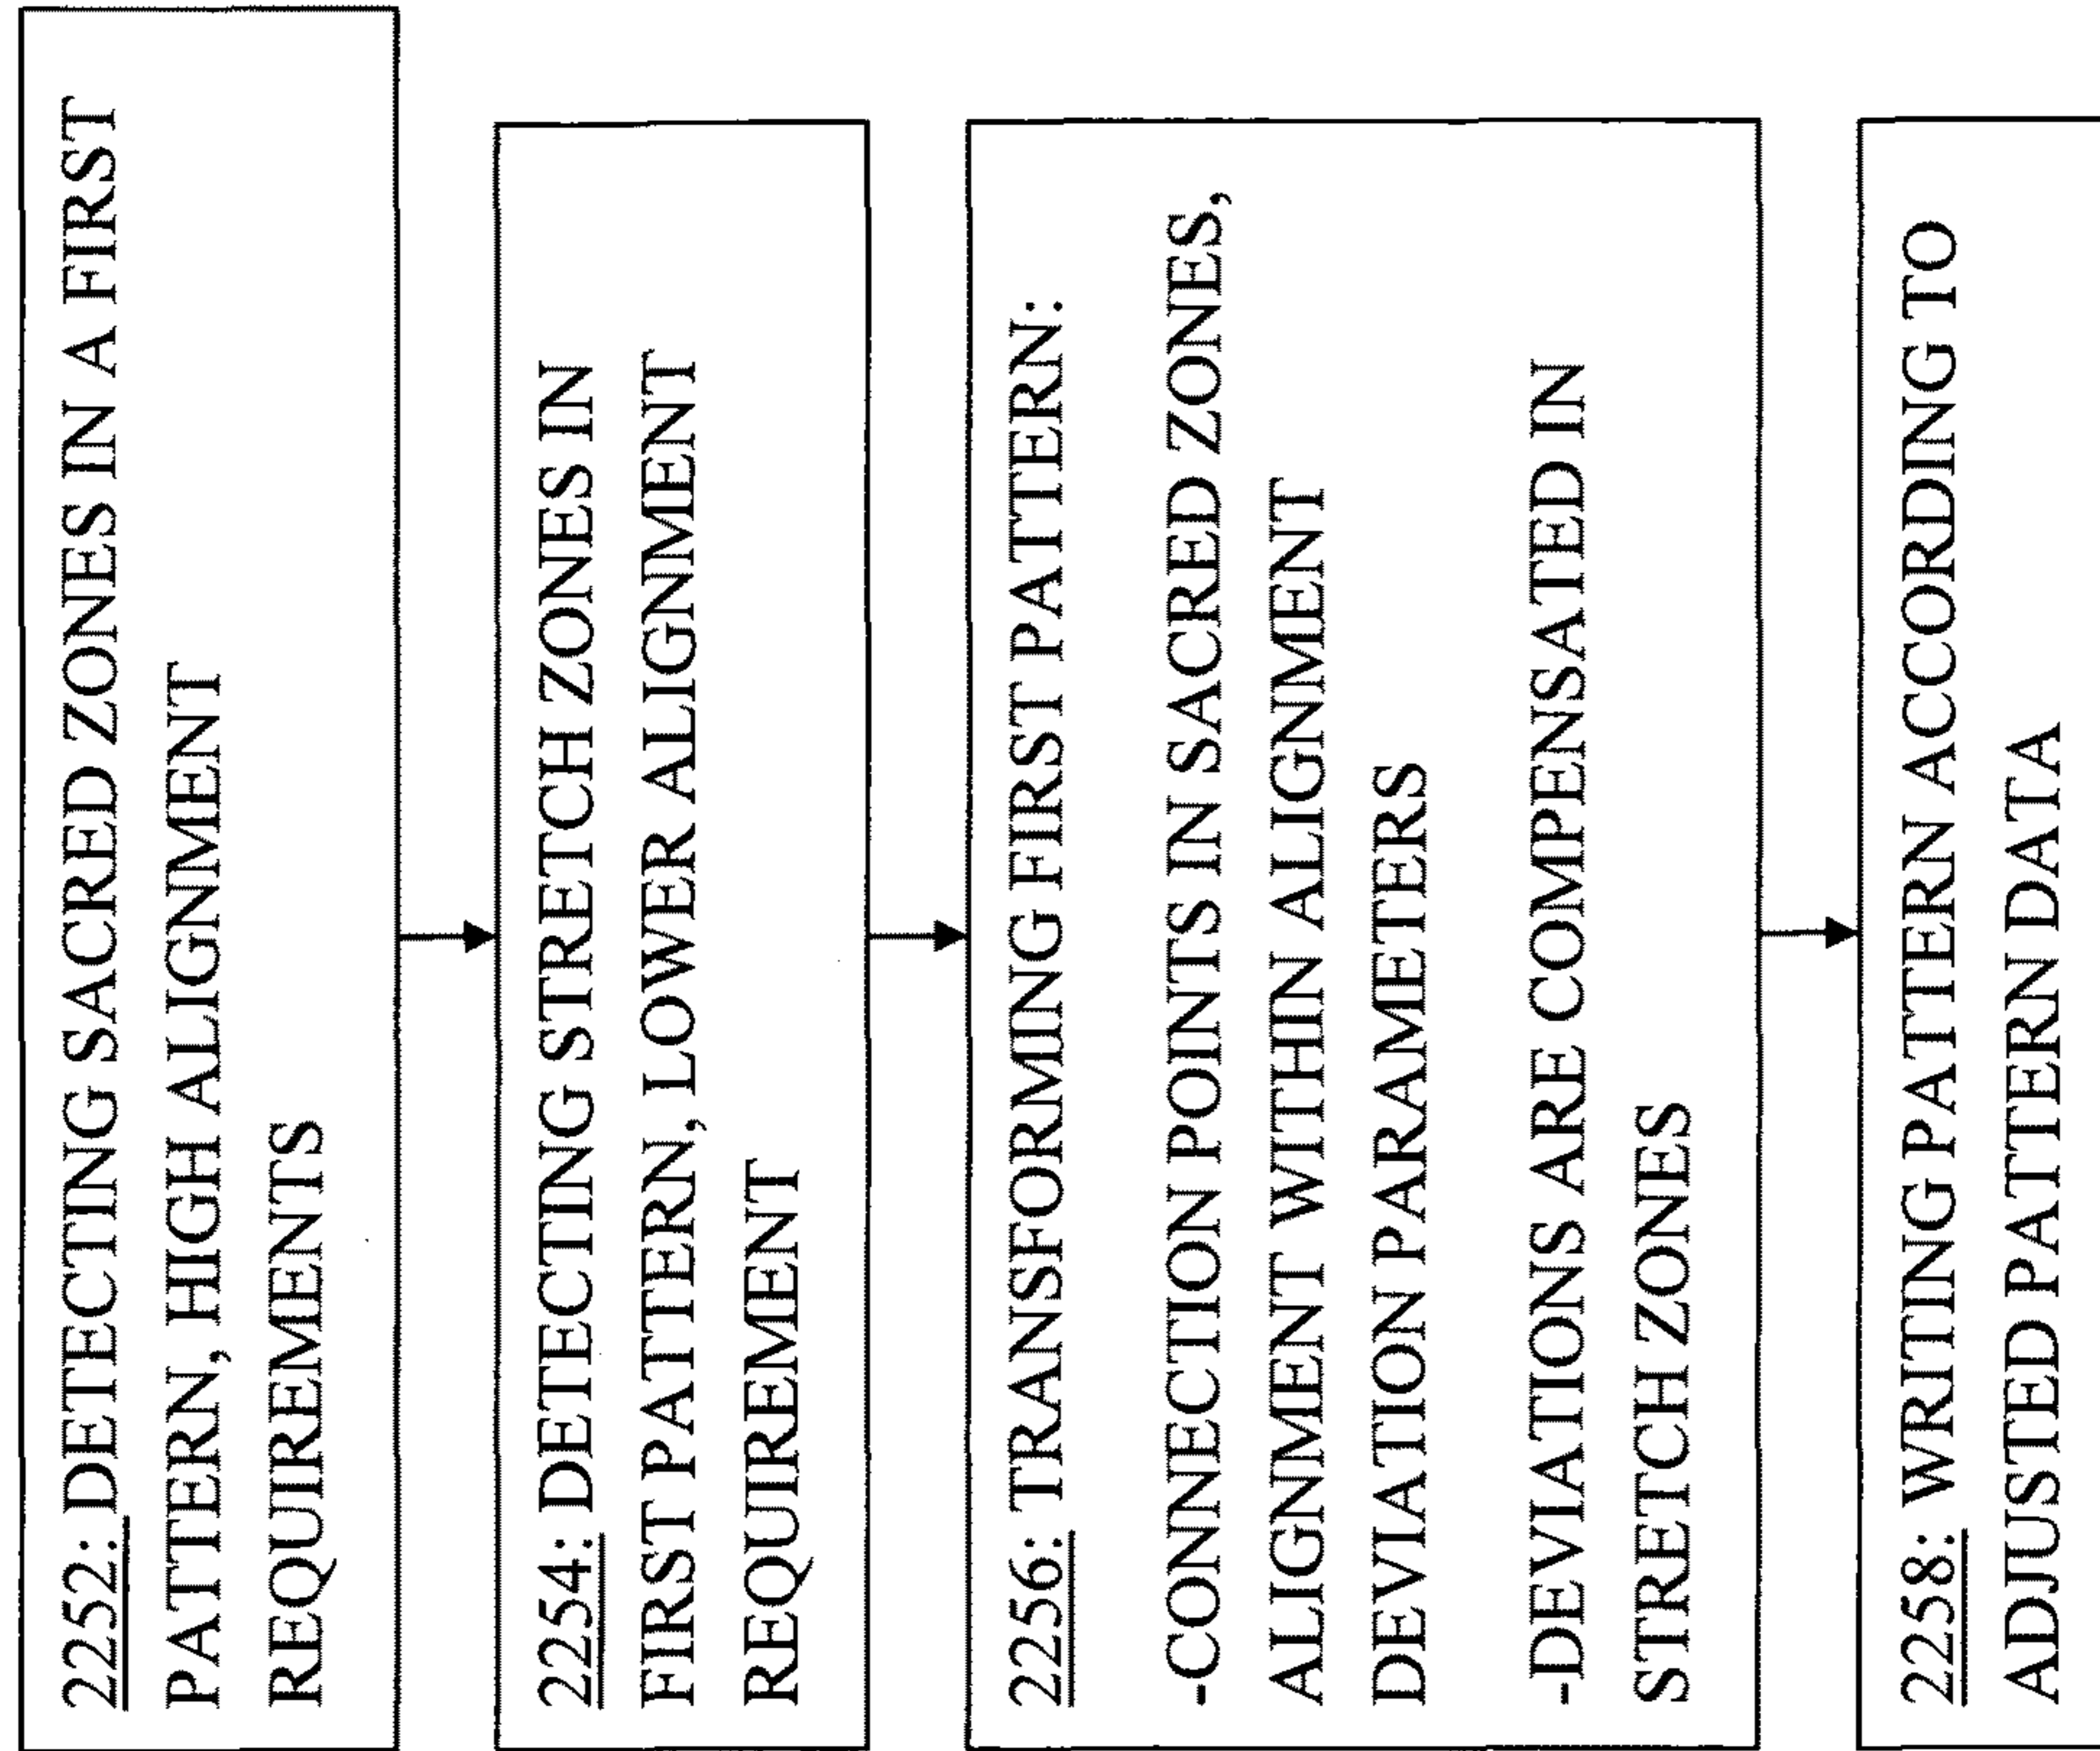 2252: DETECTING SACRED ZONES IN A FIRST
PATTERN, HIGH ALIGNMENT
REQUIREMENTS
2254: DETECTING STRETCH ZONES IN
FIRST PATTERN, LOWER ALIGNMENT
REQUIREMENT
2256: TRANSFORMING FIRST PATTERN:
-CONNECTION POINTS IN SACRED ZONES,
ALIGNMENT WITHIN ALIGNMENT
DEVIATION PARAMETERS
-DEVIATIONS ARE COMPENSATED IN
STRETCH ZONES
2258: WRITING PATTERN ACCORDING TO
ADJUSTED PATTERN DATA